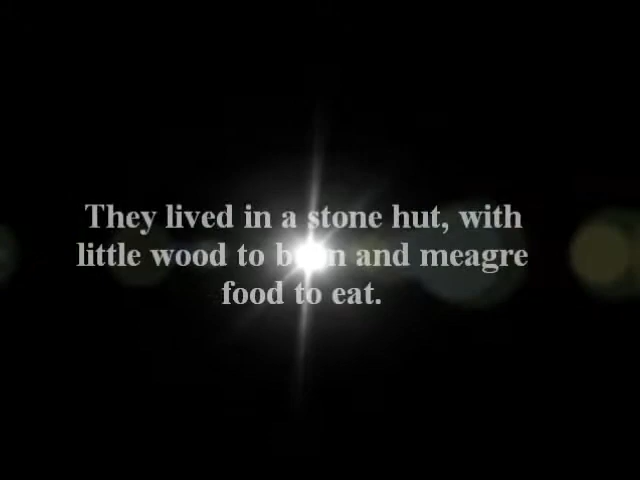 They lived in a stone hut, with
little wood to burn and meagre
food to eat.